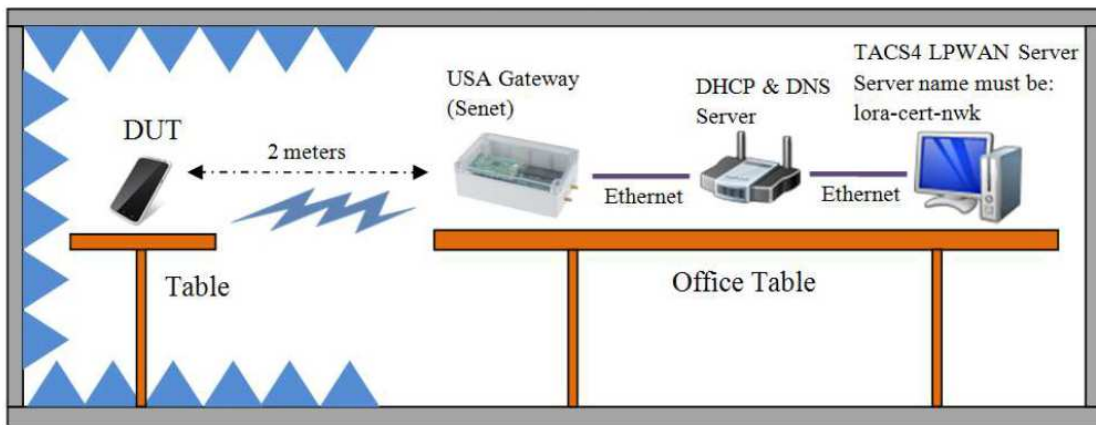 TACS4 LPWAN Server
Server name must be:
lora-cert-nwk
USA Gateway
(Senet)
DHCP & DNS
Server
DUT
2 meters
Ethernet
Ethernet
Table
Office Table